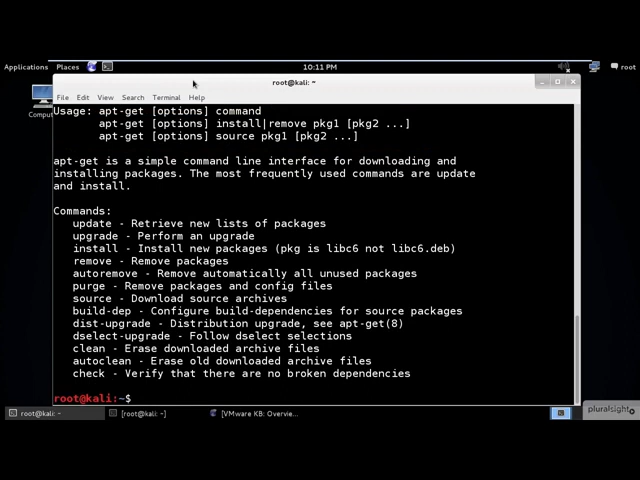 Applications Places 10:11 PM root
Comput
root@kali: ~
File Edit View Search Terminal Help
Usage: apt-get [options] command
apt-get [options] install|remove pkg1 [pkg2 ...]
apt-get [options] source pkg1 [pkg2 ...]
apt-get is a simple command line interface for downloading and
installing packages. The most frequently used commands are update
and install.
Commands:
update - Retrieve new lists of packages
upgrade - Perform an upgrade
install - Install new packages (pkg is libc6 not libc6.deb)
remove - Remove packages
autoremove - Remove automatically all unused packages
purge - Remove packages and config files
source - Download source archives
build-dep - Configure build-dependencies for source packages
dist-upgrade - Distribution upgrade, see apt-get(8)
dselect-upgrade - Follow dselect selections
clean - Erase downloaded archive files
autoclean - Erase old downloaded archive files
check - Verify that there are no broken dependencies
root@kali:~$
root@kali: ~ [root@kali: ~] [VMware KB: Overvie...
pluralsight